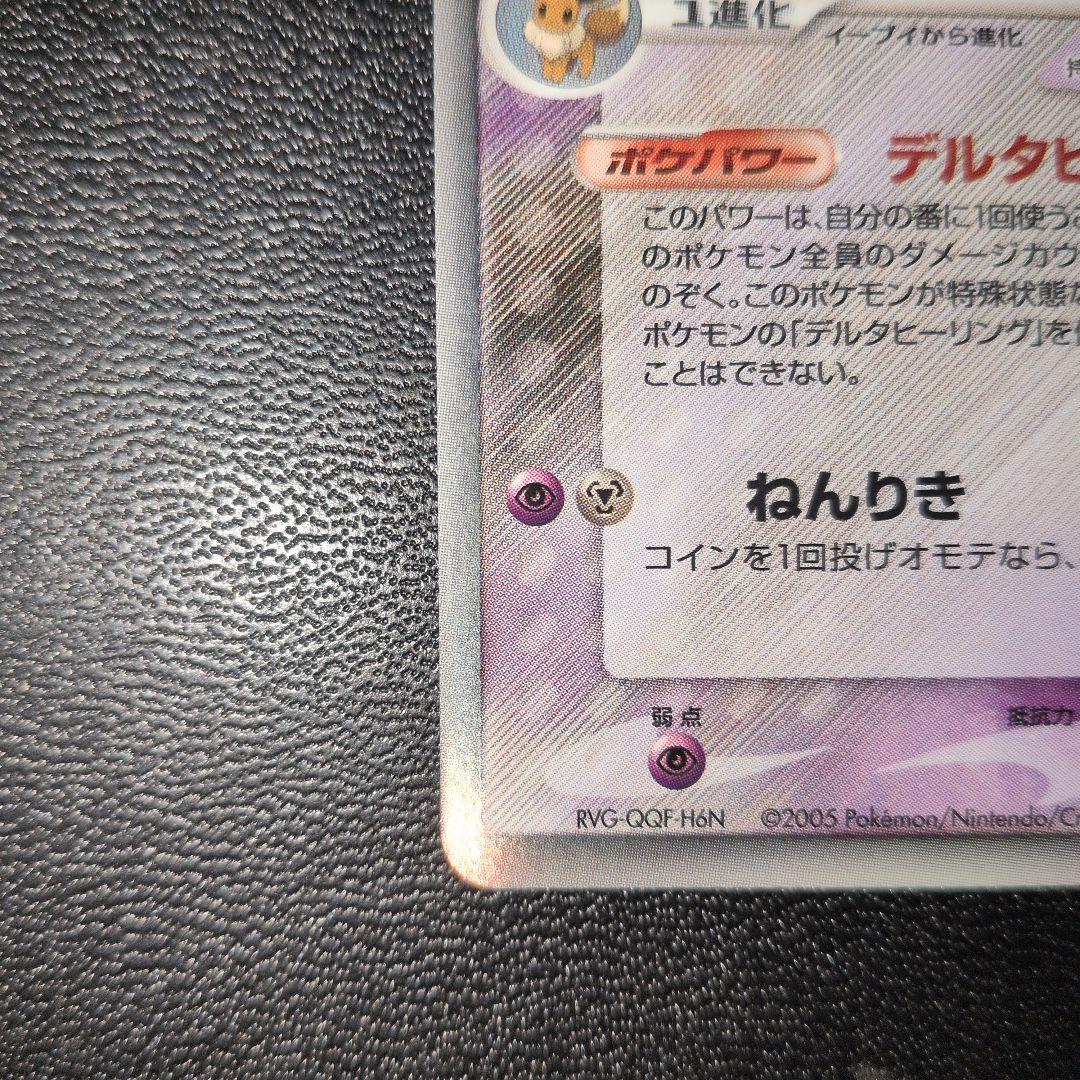 1進化
イーブイから進化
ポケパワー デルタヒ
このパワーは、自分の番に1回使う
のポケモン全員のダメージカウ
のぞく。このポケモンが特殊状態
ポケモンの「デルタヒーリング」を
ことはできない。
ねんりき
コインを1回投げオモテなら、
弱点 抵抗力
RVG-QQF-H6N ©2005 Pokémon/Nintendo/C